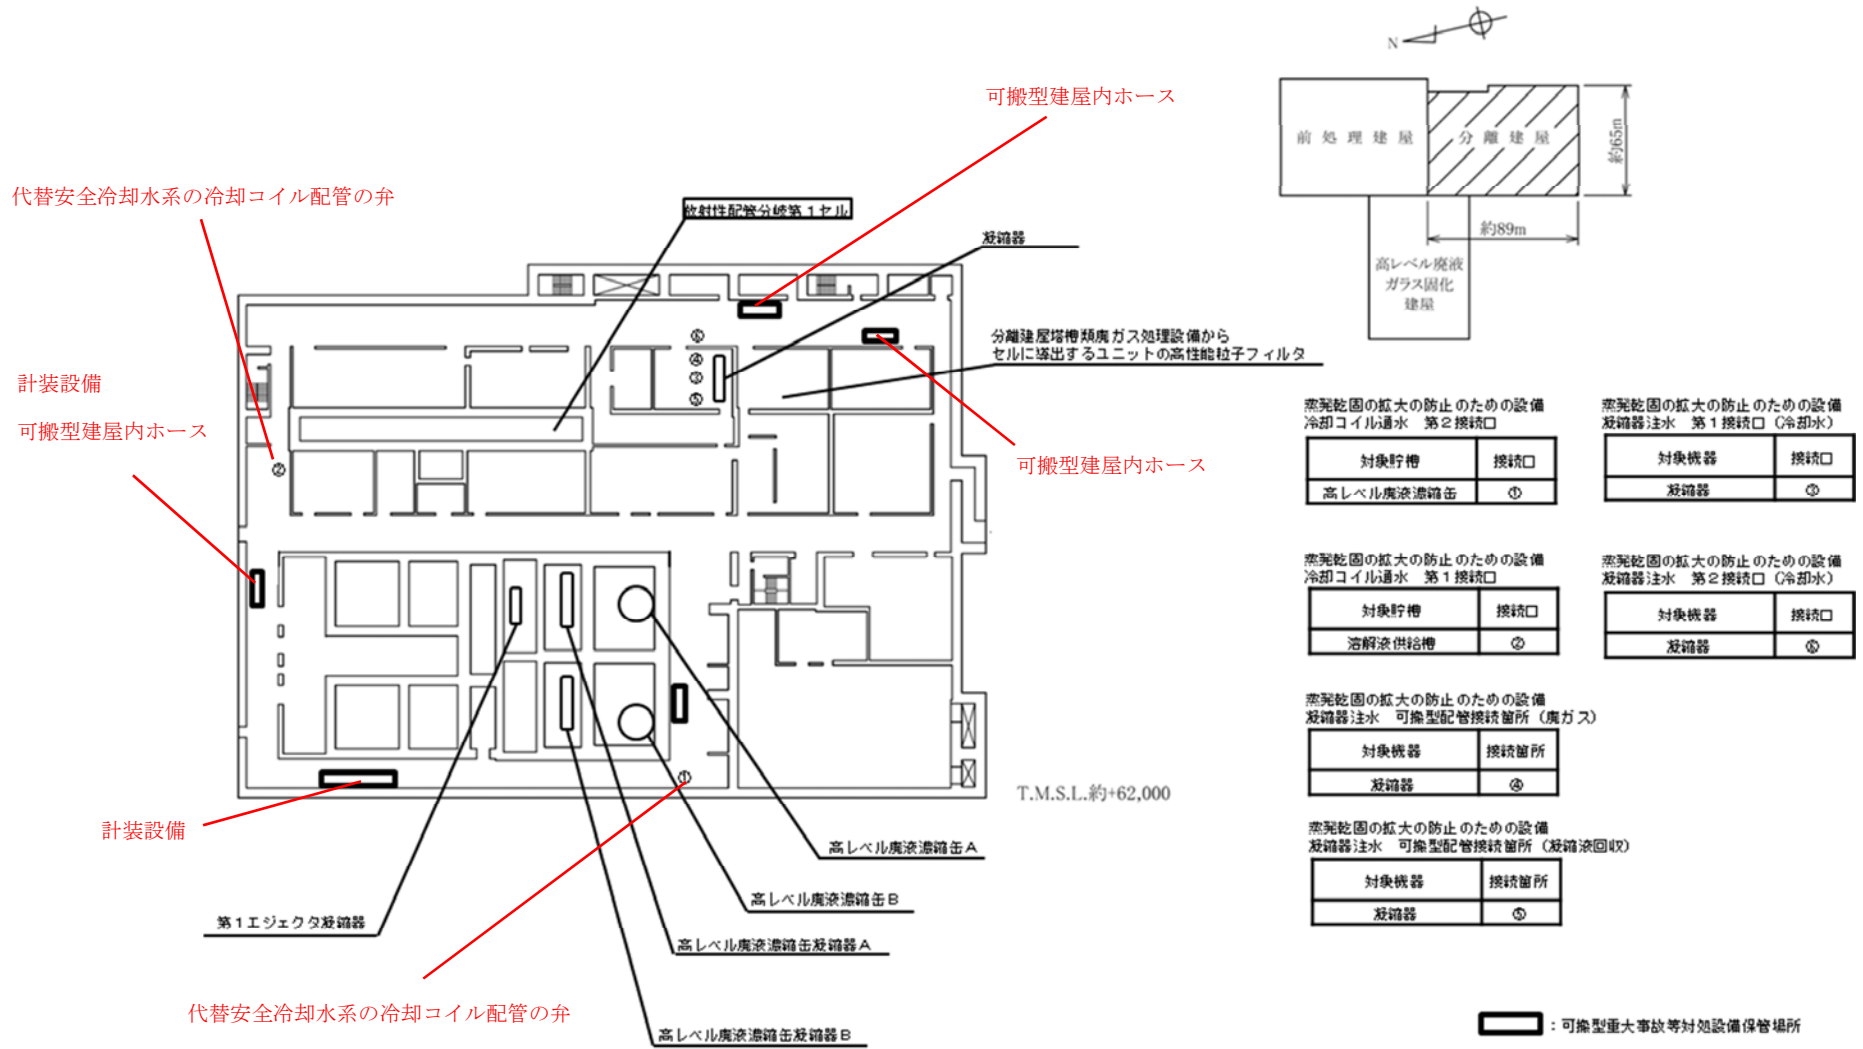 N
可搬型建屋内ホース
前処理建屋
分離建屋
約65m
約89m
高レベル廃液
ガラス固化
建屋
代替安全冷却水系の冷却コイル配管の弁
放射性配管分岐第1セル
凝縮器
分離建屋塔槽類廃ガス処理設備から
セルに導出するユニットの高性能粒子フィルタ
計装設備
可搬型建屋内ホース
可搬型建屋内ホース
⑥
④
③
⑤
②
①
計装設備
T.M.S.L.約+62,000
高レベル廃液濃縮缶A
高レベル廃液濃縮缶B
第1エジェクタ凝縮器
高レベル廃液濃縮缶凝縮器A
代替安全冷却水系の冷却コイル配管の弁
高レベル廃液濃縮缶凝縮器B
蒸発乾固の拡大の防止のための設備
冷却コイル通水 第2接続口
対象貯槽 接続口
高レベル廃液濃縮缶 ①
蒸発乾固の拡大の防止のための設備
凝縮器注水 第1接続口(冷却水)
対象機器 接続口
凝縮器 ③
蒸発乾固の拡大の防止のための設備
冷却コイル通水 第1接続口
対象貯槽 接続口
溶解液供給槽 ②
蒸発乾固の拡大の防止のための設備
凝縮器注水 第2接続口(冷却水)
対象機器 接続口
凝縮器 ⑥
蒸発乾固の拡大の防止のための設備
凝縮器注水 可搬型配管接続箇所(廃ガス)
対象機器 接続箇所
凝縮器 ④
蒸発乾固の拡大の防止のための設備
凝縮器注水 可搬型配管接続箇所(凝縮液回収)
対象機器 接続箇所
凝縮器 ⑤
:可搬型重大事故等対処設備保管場所